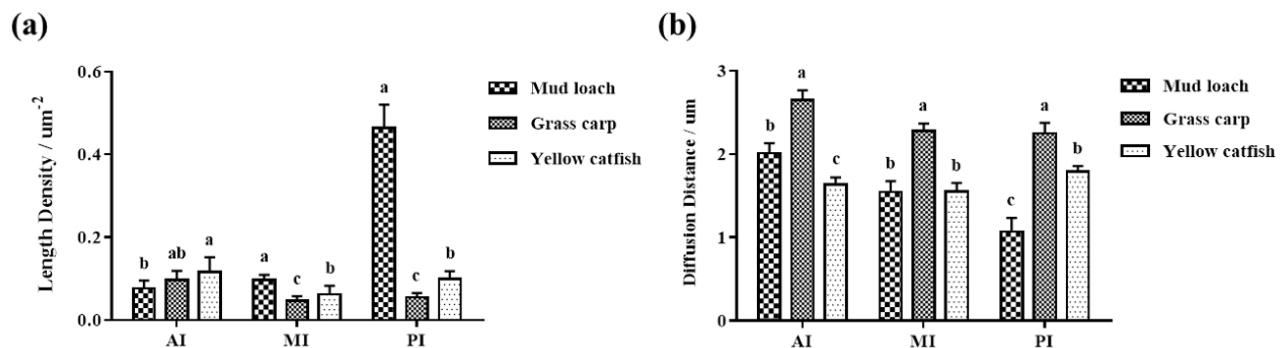 (a)
Length Density / um-2
0.6
0.4
0.2
0.0
b ab a
a c b
a c b
AI MI PI
Mud loach
Grass carp
Yellow catfish
(b)
Diffusion Distance / um
3
2
1
0
b a c
b a b
c a b
AI MI PI
Mud loach
Grass carp
Yellow catfish